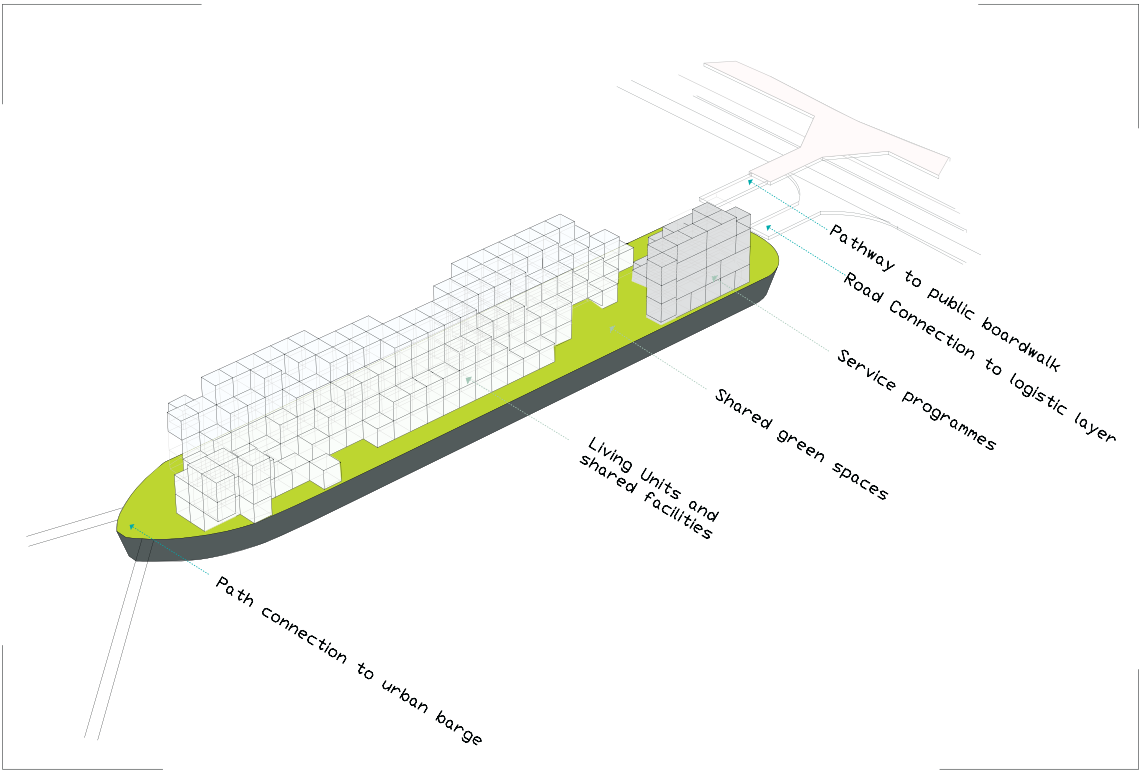 Pathway to public boardwalk
Road Connection to logistic layer
Service programmes
Shared green spaces
Living Units and
shared facilities
Path connection to urban barge